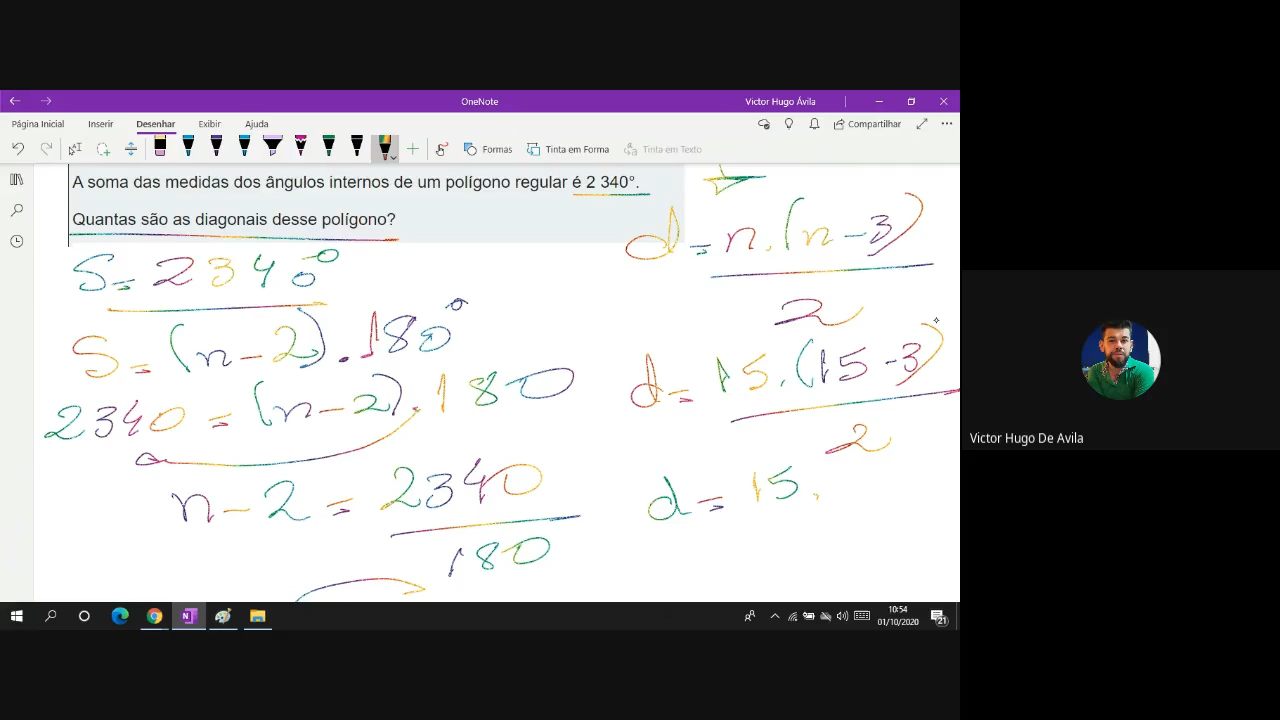 OneNote
Victor Hugo Ávila
Página Inicial Inserir Desenhar Exibir Ajuda
Compartilhar
Formas Tinta em Forma Tinta em Texto
A soma das medidas dos ângulos internos de um polígono regular é 2 340°.
Quantas são as diagonais desse polígono?
S=2340°
S=(n-2).180°
2340=(n-2).180
n-2=2340
180
d=n.(n-3)
2
d=15.(15-3)
2
d=15.
Victor Hugo De Avila
10:54
01/10/2020
21